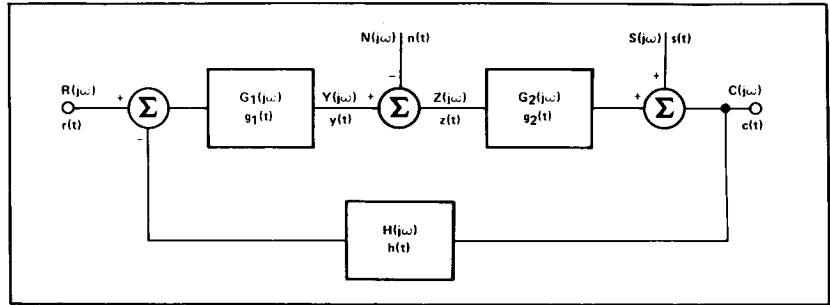 N(jω) n(t)
S(jω) s(t)
R(jω) + Σ G1(jω) Y(jω) + − Σ Z(jω) G2(jω) + + Σ C(jω)
r(t) − g1(t) y(t) z(t) g2(t) c(t)
H(jω)
h(t)